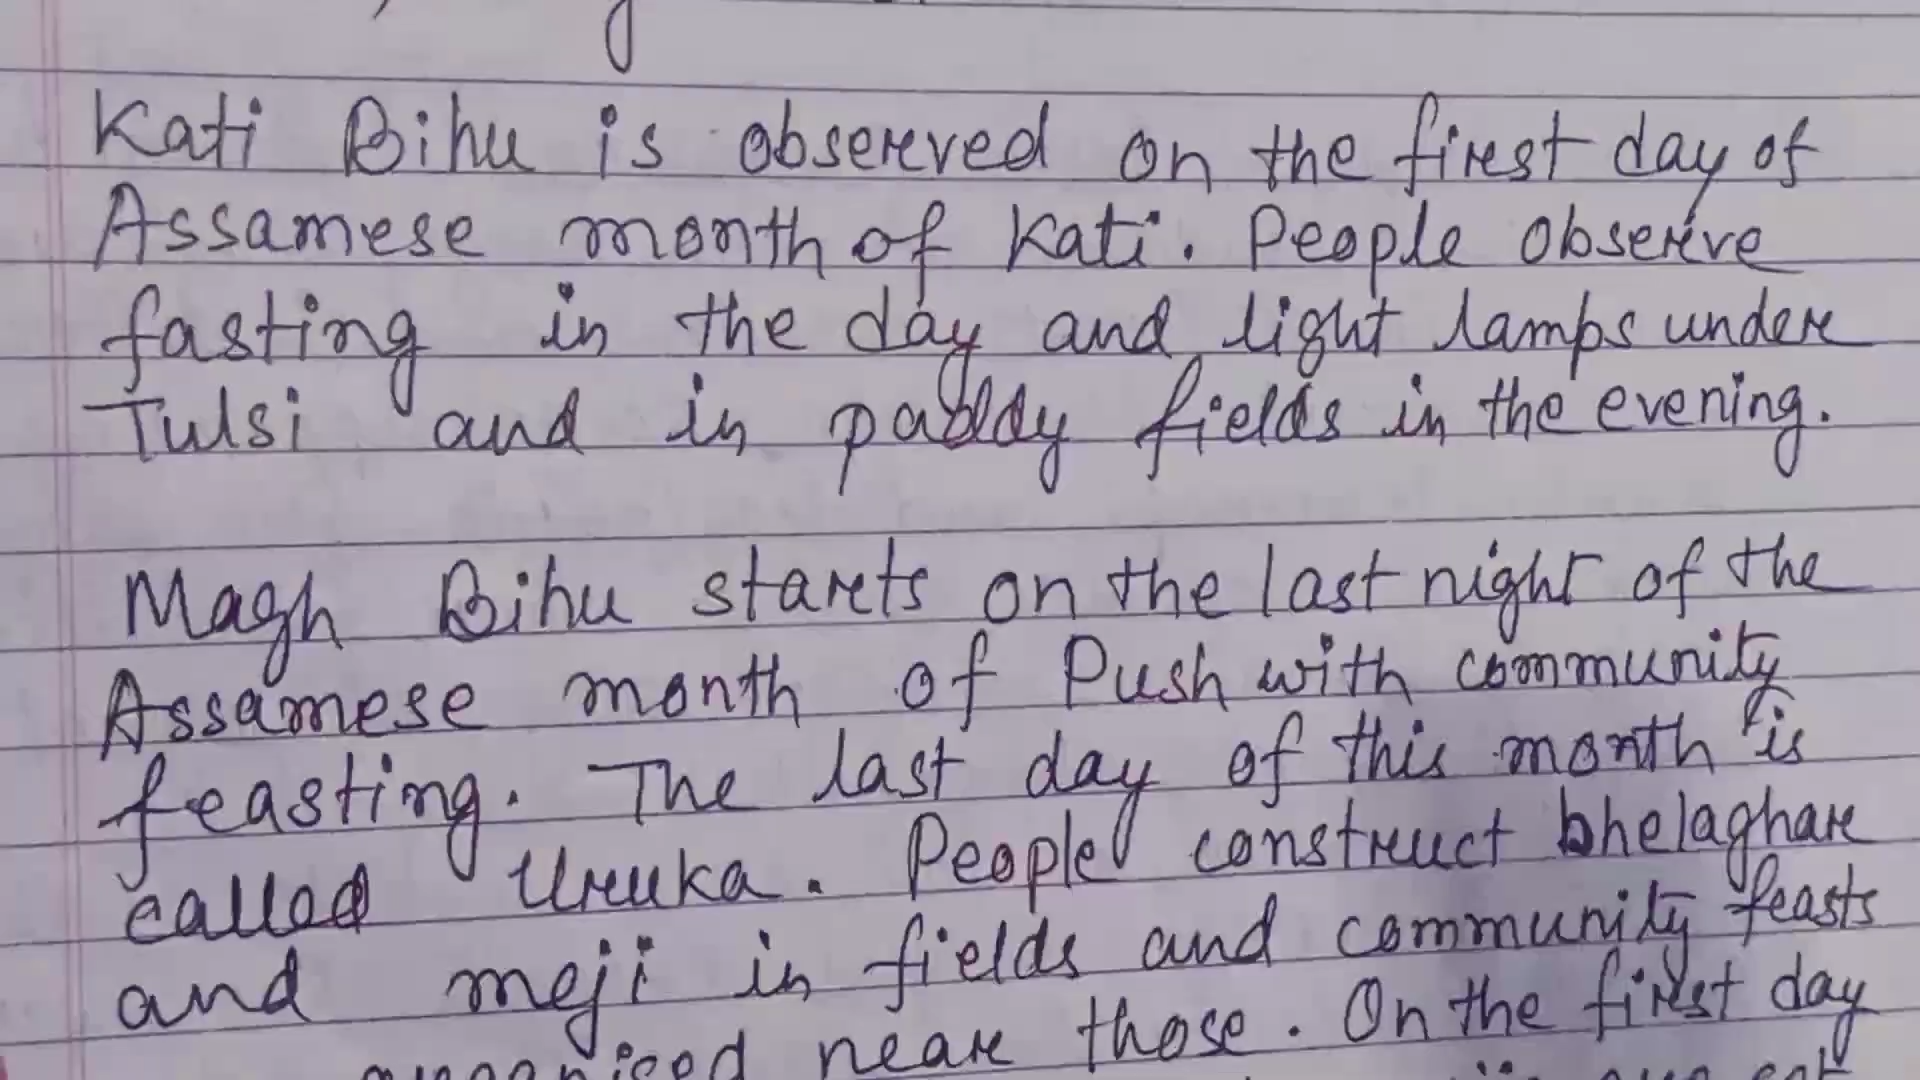 Kati Bihu is observed on the first day of
Assamese month of Kati. People observe
fasting in the day and light lamps under
Tulsi and in paddy fields in the evening.
Magh Bihu starts on the last night of the
Assamese month of Push with community
feasting. The last day of this month is
called Uruka. People construct bhelaghar
and meji in fields and community feasts
organised near those. On the first day